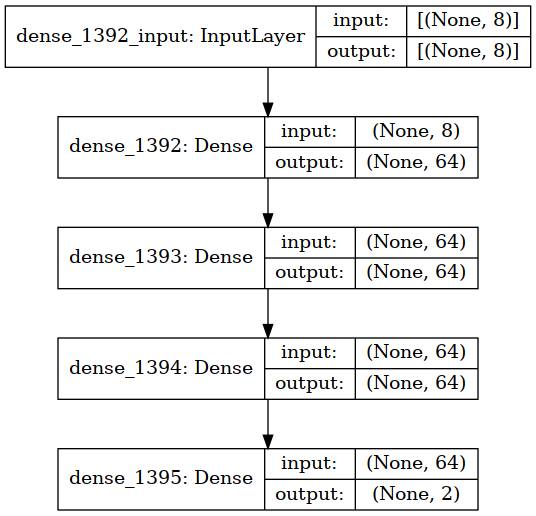 dense_1392_input: InputLayer
input: [(None, 8)]
output: [(None, 8)]
dense_1392: Dense
input: (None, 8)
output: (None, 64)
dense_1393: Dense
input: (None, 64)
output: (None, 64)
dense_1394: Dense
input: (None, 64)
output: (None, 64)
dense_1395: Dense
input: (None, 64)
output: (None, 2)